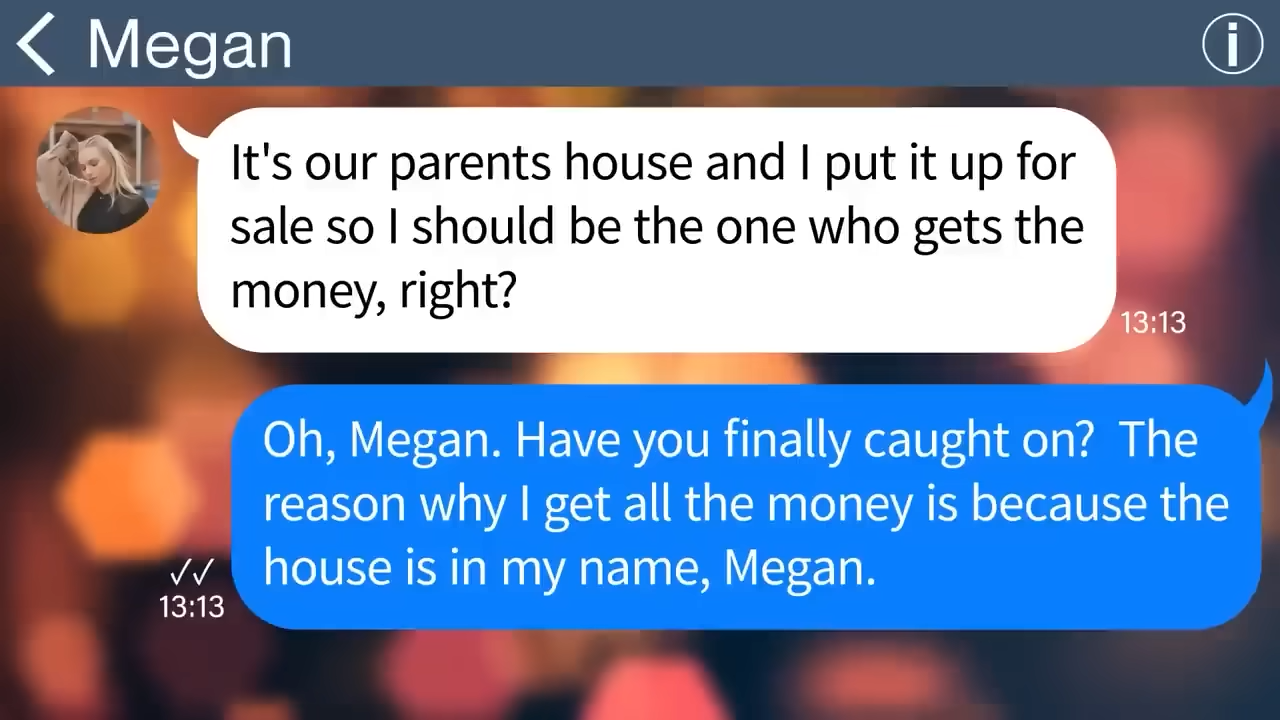 Megan
It's our parents house and I put it up for
sale so I should be the one who gets the
money, right?
13:13
Oh, Megan. Have you finally caught on?  The
reason why I get all the money is because the
house is in my name, Megan.
13:13